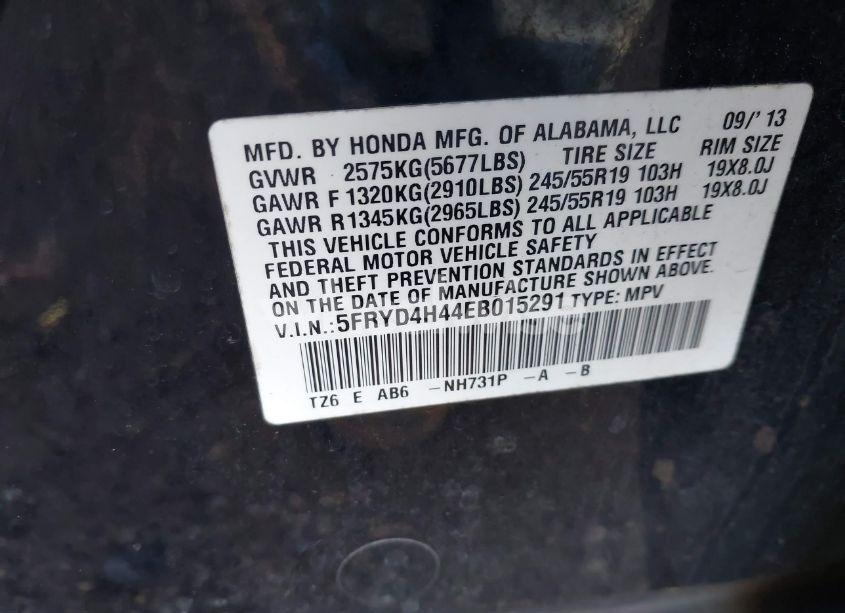 MFD. BY HONDA MFG. OF ALABAMA, LLC 09/'13
GVWR 2575KG(5677LBS) TIRE SIZE RIM SIZE
GAWR F 1320KG(2910LBS) 245/55R19 103H 19X8.0J
GAWR R1345KG(2965LBS) 245/55R19 103H 19X8.0J
THIS VEHICLE CONFORMS TO ALL APPLICABLE
FEDERAL MOTOR VEHICLE SAFETY
AND THEFT PREVENTION STANDARDS IN EFFECT
ON THE DATE OF MANUFACTURE SHOWN ABOVE.
V.I.N.:5FRYD4H44EB015291 TYPE: MPV
TZ6 E AB6 -NH731P -A -B